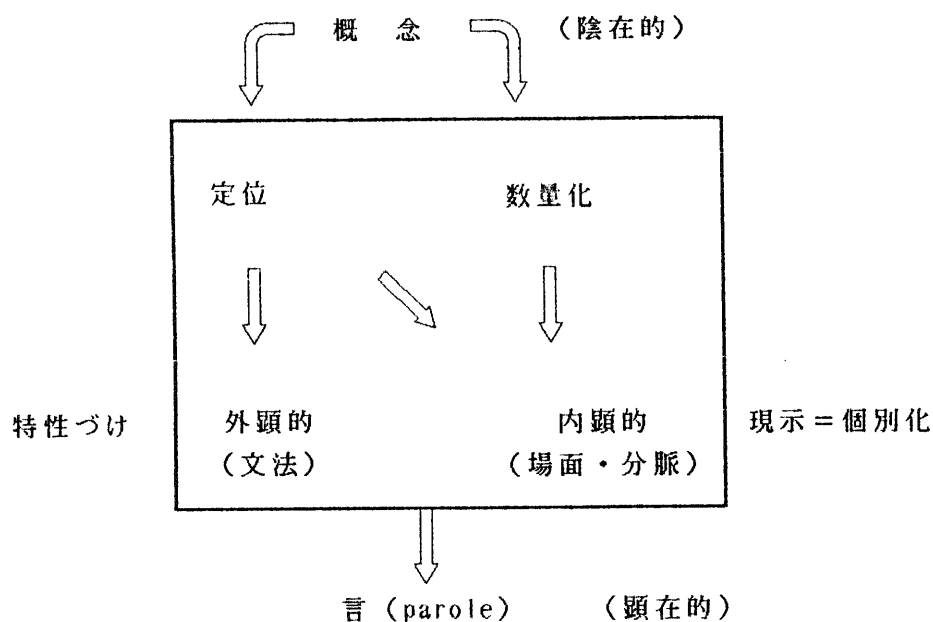 概 念 （陰在的）
定位 数量化
特性づけ 外顕的 内顕的 現示＝個別化
（文法） （場面・分脈）
言（parole） （顕在的）